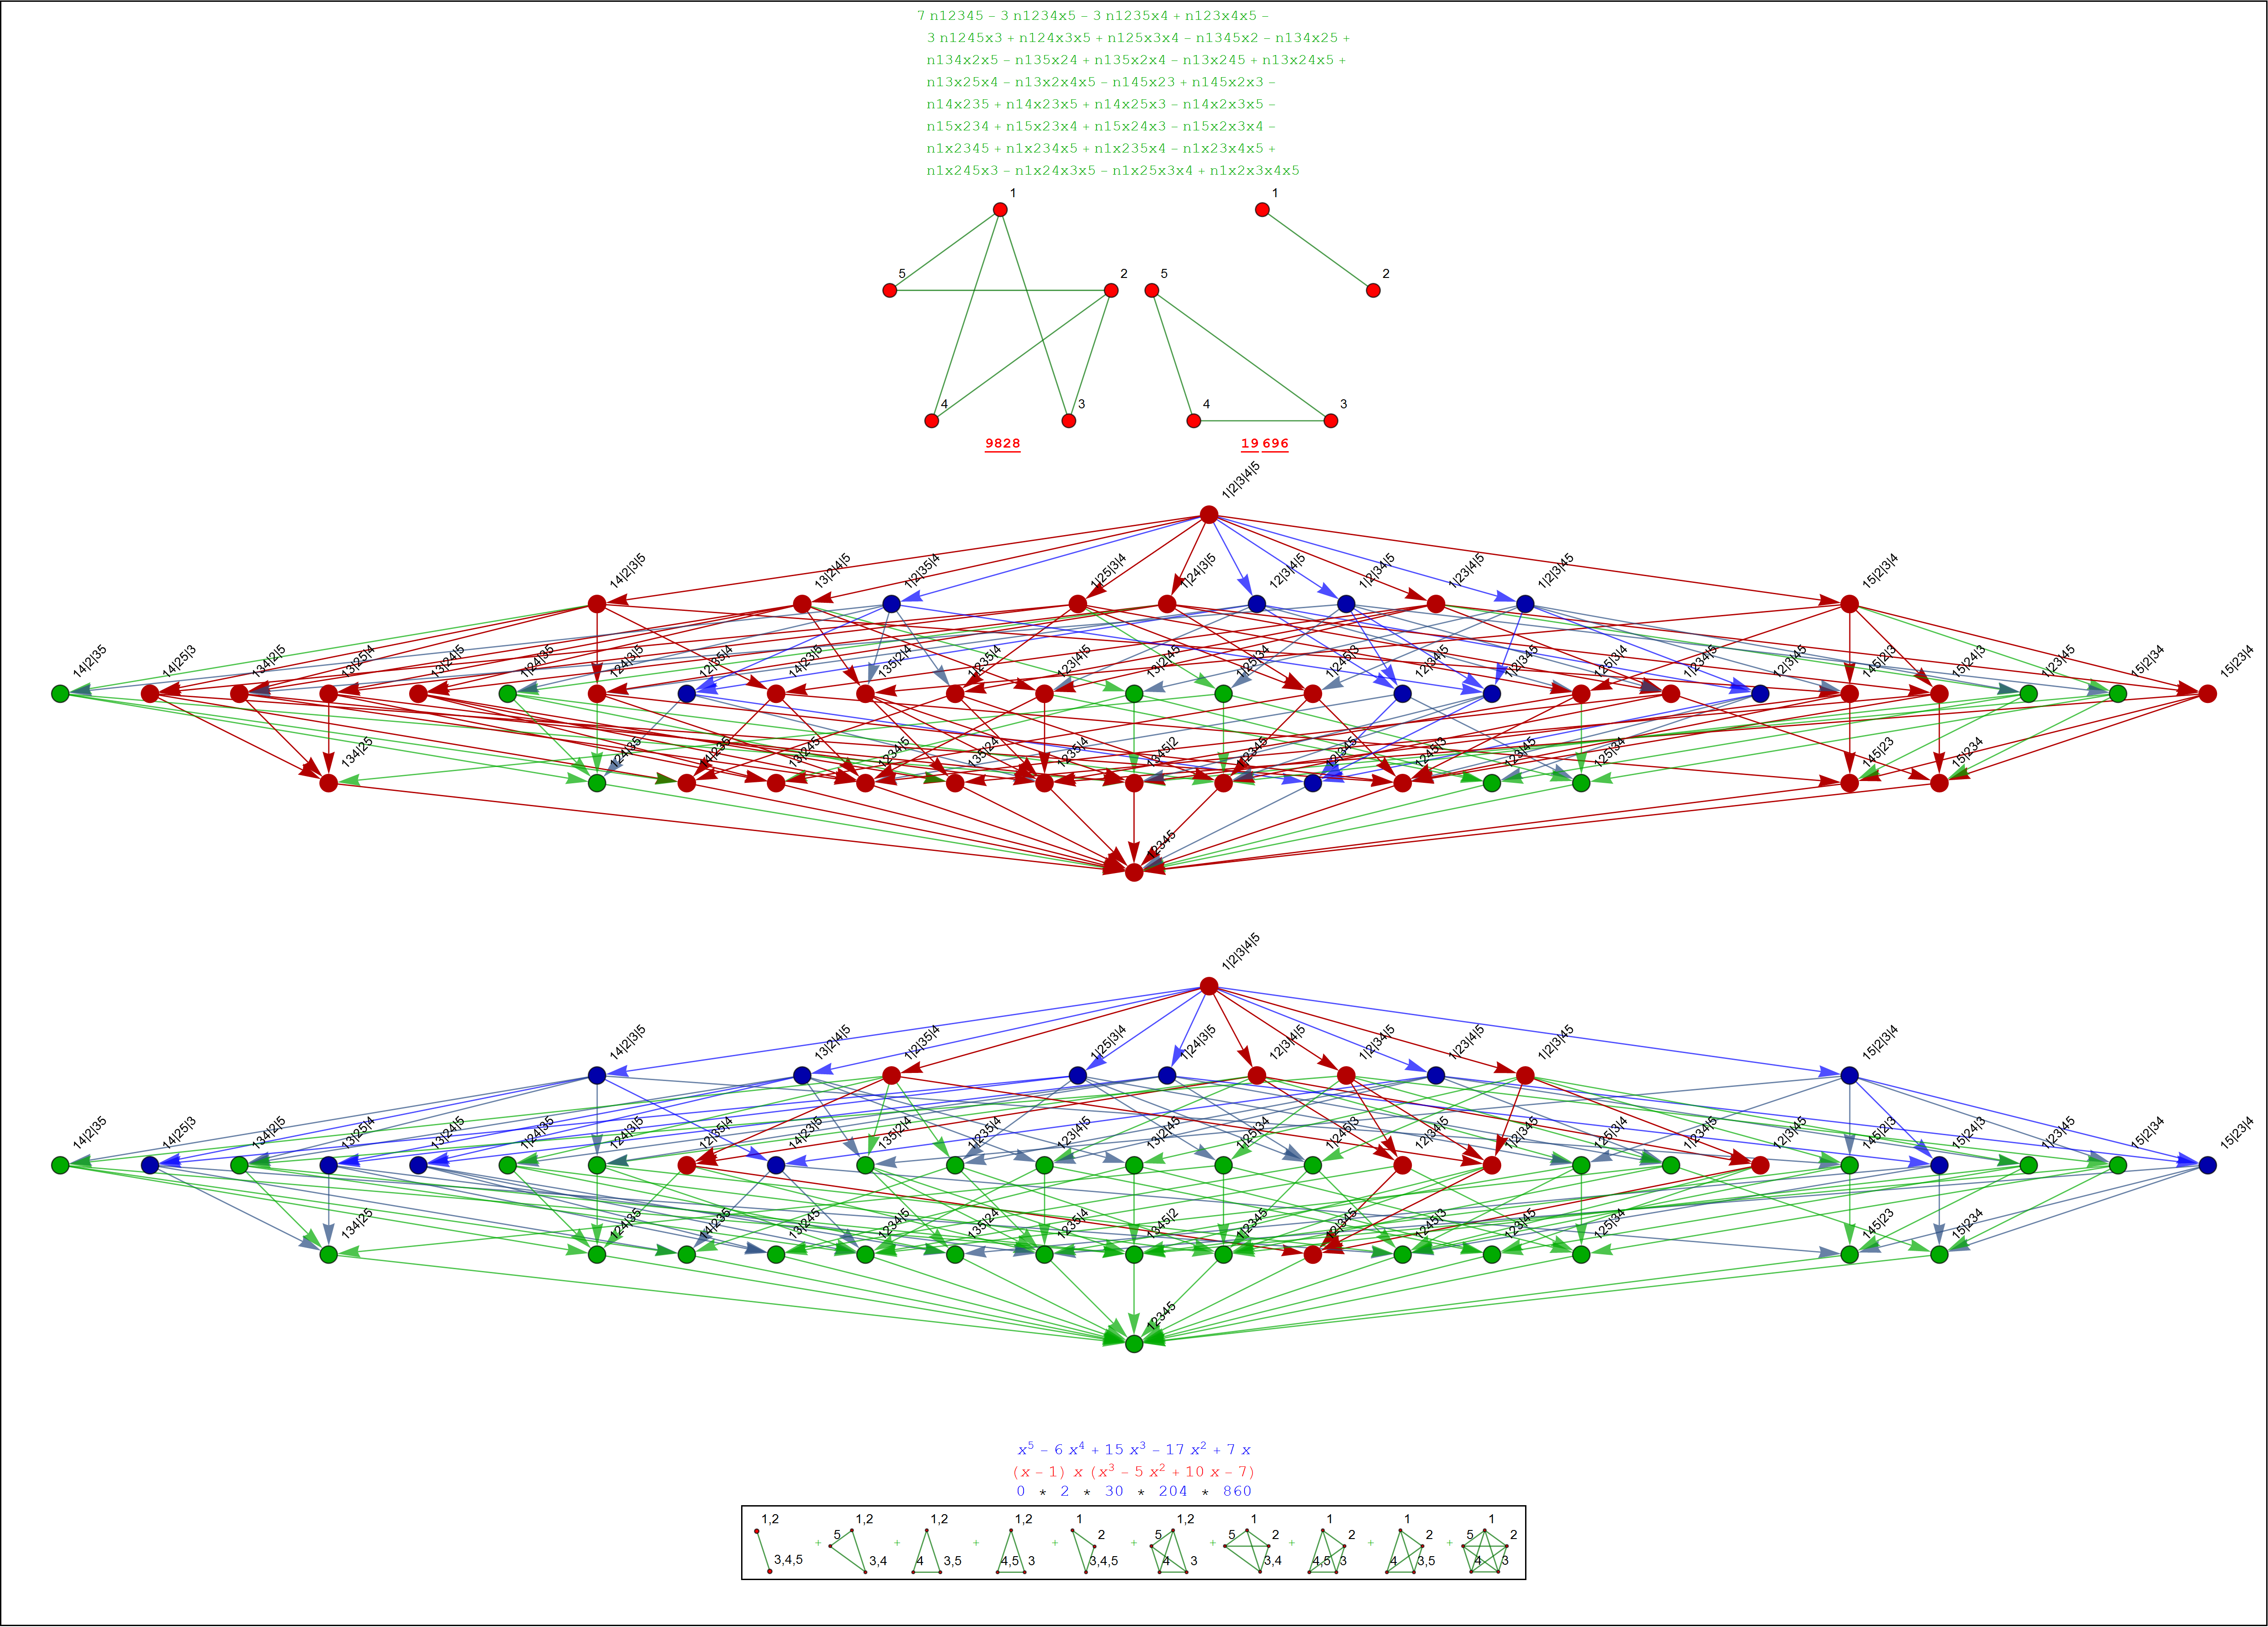 7 n12345 – 3 n1234x5 – 3 n1235x4 + n123x4x5 –
3 n1245x3 + n124x3x5 + n125x3x4 – n1345x2 – n134x25 +
n134x2x5 – n135x24 + n135x2x4 – n13x245 + n13x24x5 +
n13x25x4 – n13x2x4x5 – n145x23 + n145x2x3 –
n14x235 + n14x23x5 + n14x25x3 – n14x2x3x5 –
n15x234 + n15x23x4 + n15x24x3 – n15x2x3x4 –
n1x2345 + n1x234x5 + n1x235x4 – n1x23x4x5 +
n1x245x3 – n1x24x3x5 – n1x25x3x4 + n1x2x3x4x5
1 1
5 2 5 2
4 3 4 3
9828 19 696
1|2|3|4|5
14|2|3|5 13|2|4|5 1|2|35|4 1|25|3|4 1|24|3|5 12|3|4|5 1|2|34|5 1|23|4|5 1|2|3|45 15|2|3|4
14|2|35 14|25|3 134|2|5 13|25|4 13|24|5 1|24|35 124|3|5 12|35|4 14|23|5 135|2|4 1|235|4 123|4|5 13|2|45 1|25|34 1|245|3 12|34|5 1|2|345 125|3|4 1|234|5 12|3|45 145|2|3 15|24|3 1|23|45 15|2|34 15|23|4
134|25 124|35 14|235 13|245 1234|5 135|24 1235|4 1345|2 1|2345 12|345 1245|3 123|45 125|34 145|23 15|234
12345
1|2|3|4|5
14|2|3|5 13|2|4|5 1|2|35|4 1|25|3|4 1|24|3|5 12|3|4|5 1|2|34|5 1|23|4|5 1|2|3|45 15|2|3|4
14|2|35 14|25|3 134|2|5 13|25|4 13|24|5 1|24|35 124|3|5 12|35|4 14|23|5 135|2|4 1|235|4 123|4|5 13|2|45 1|25|34 1|245|3 12|34|5 1|2|345 125|3|4 1|234|5 12|3|45 145|2|3 15|24|3 1|23|45 15|2|34 15|23|4
134|25 124|35 14|235 13|245 1234|5 135|24 1235|4 1345|2 1|2345 12|345 1245|3 123|45 125|34 145|23 15|234
12345
x⁵ – 6 x⁴ + 15 x³ – 17 x² + 7 x
(x – 1) x (x³ – 5 x² + 10 x – 7)
0 * 2 * 30 * 204 * 860
1,2 1,2 1,2 1,2 1 1,2 1 1 1 1
5 2 5 5 2 2 2 5 2
+ + + + + + + + +
3,4,5 3,4 4 3,5 4,5 3 3,4,5 4 3 3,4 4,5 3 4 3,5 4 3